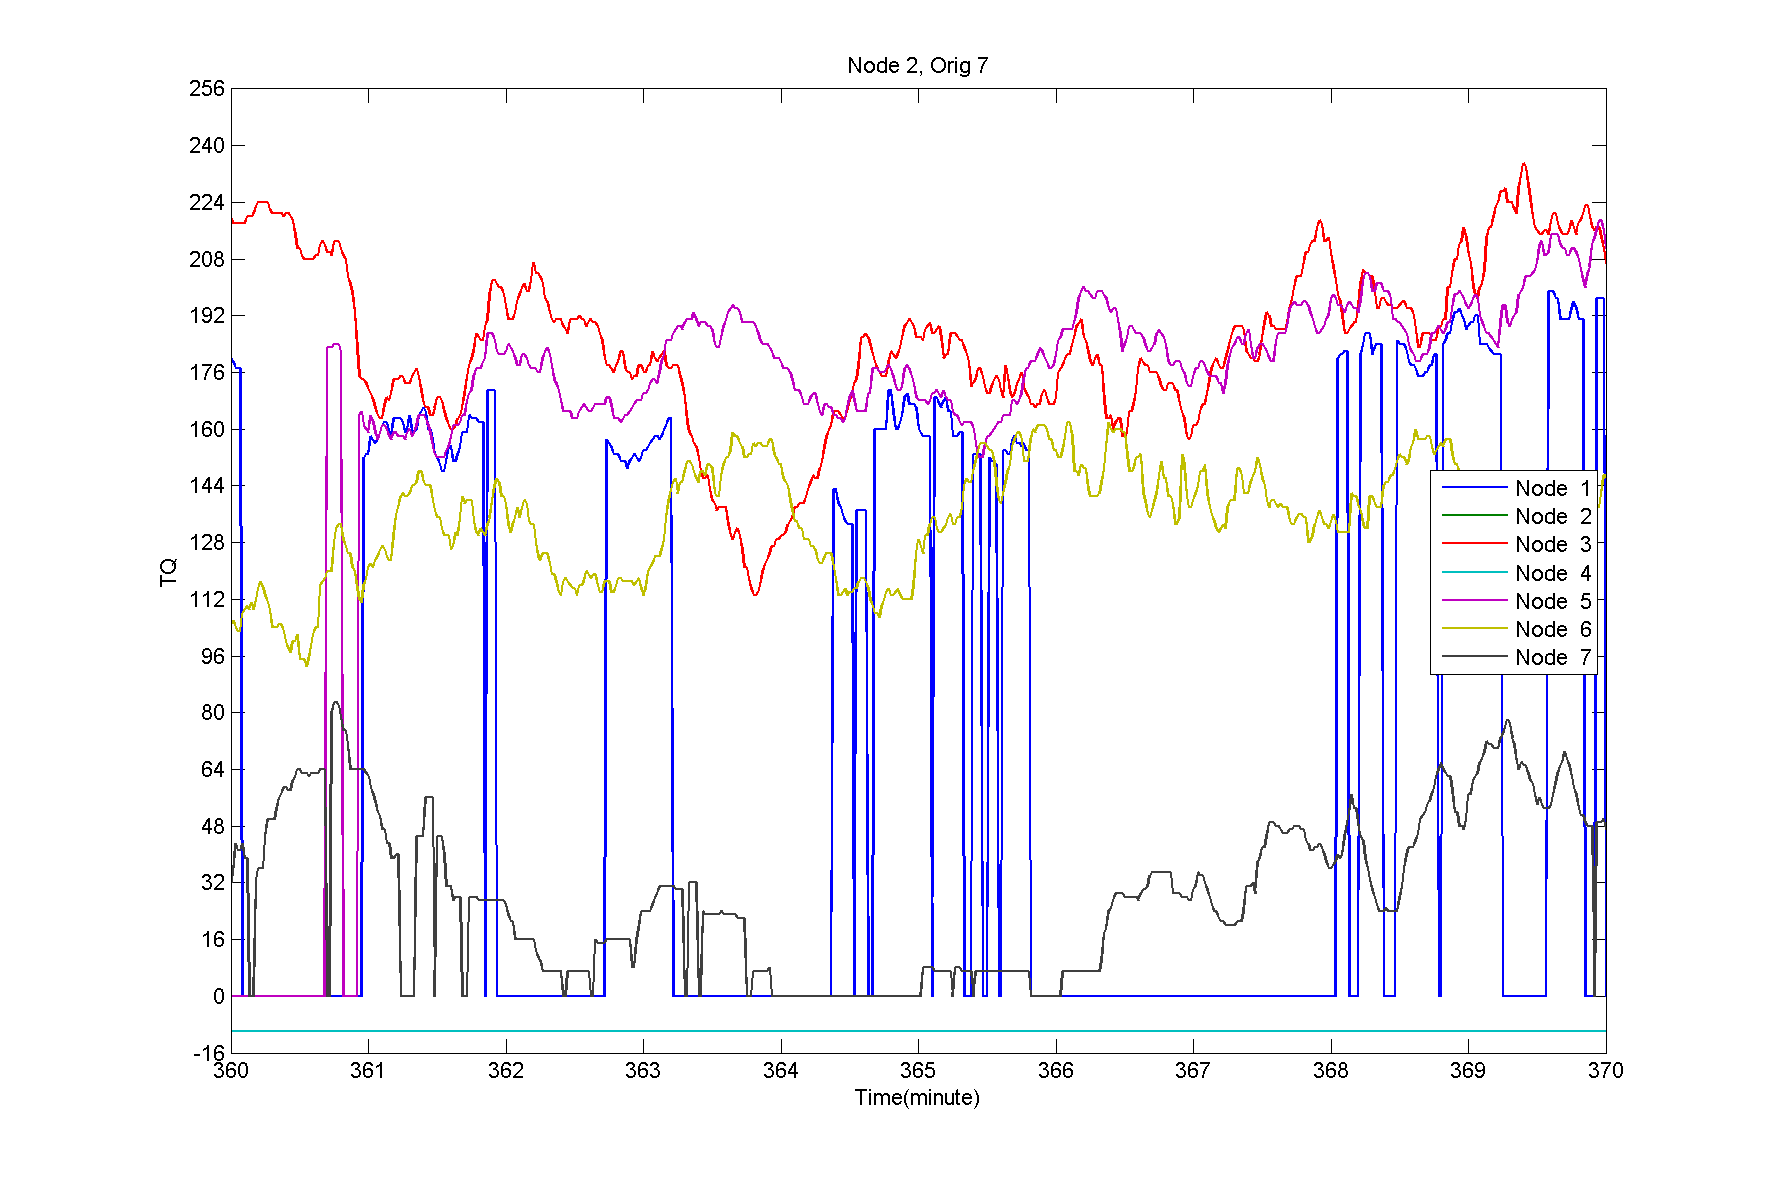 Node 2, Orig 7
256
240
224
208
192
176
160
144
128
112
96
80
64
48
32
16
0
-16
TQ
360 361 362 363 364 365 366 367 368 369 370
Time(minute)
Node 1
Node 2
Node 3
Node 4
Node 5
Node 6
Node 7